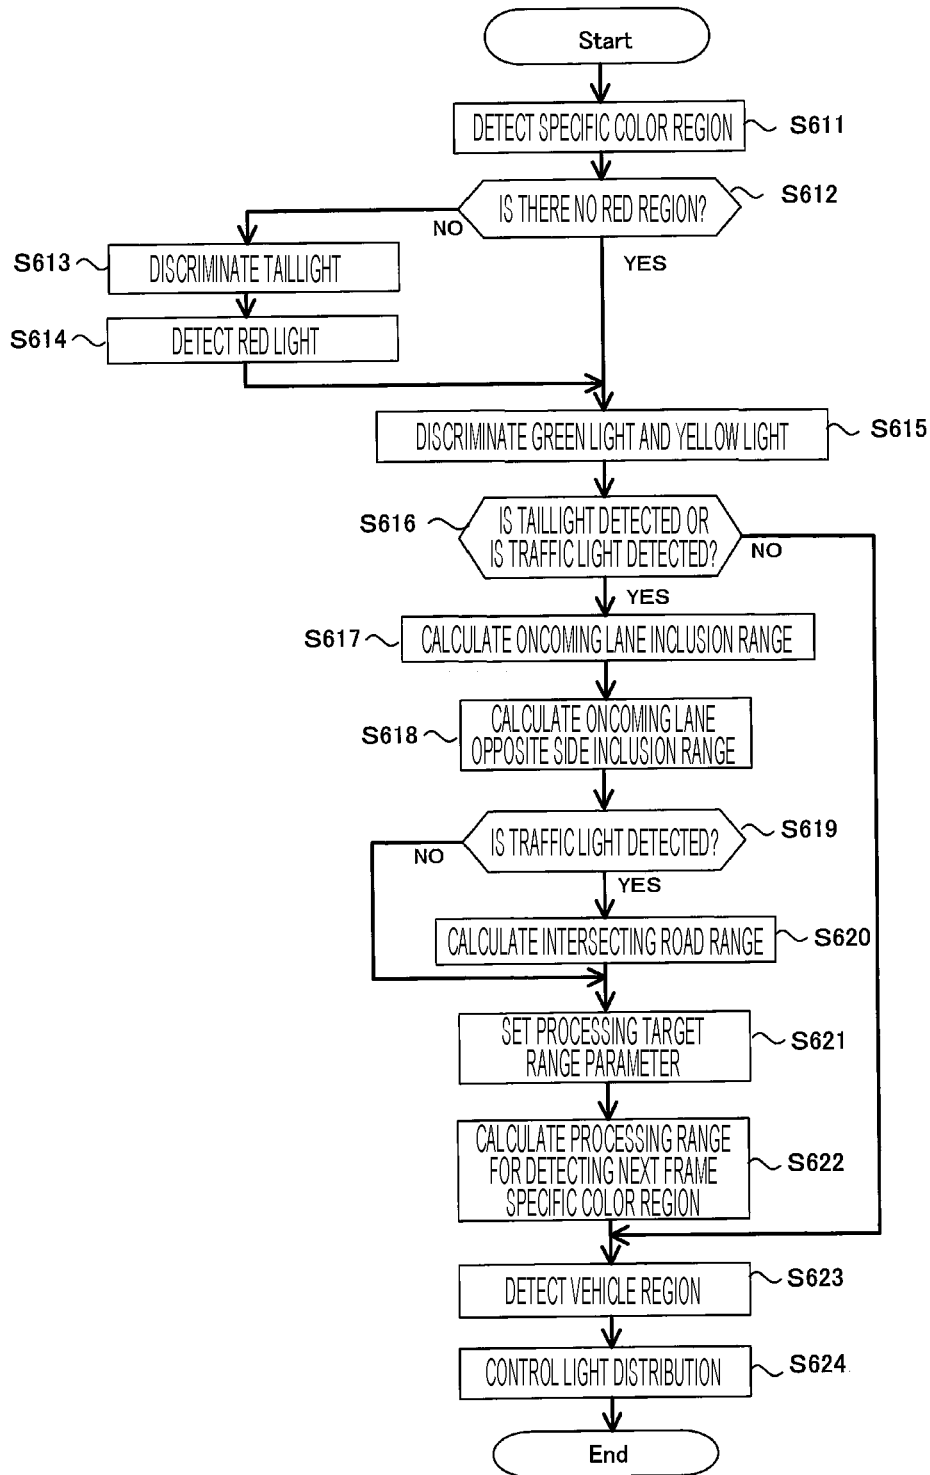 Start
DETECT SPECIFIC COLOR REGION
S611
IS THERE NO RED REGION?
S612
NO
YES
S613
DISCRIMINATE TAILLIGHT
S614
DETECT RED LIGHT
DISCRIMINATE GREEN LIGHT AND YELLOW LIGHT
S615
S616
IS TAILLIGHT DETECTED OR
IS TRAFFIC LIGHT DETECTED?
NO
YES
S617
CALCULATE ONCOMING LANE INCLUSION RANGE
S618
CALCULATE ONCOMING LANE
OPPOSITE SIDE INCLUSION RANGE
IS TRAFFIC LIGHT DETECTED?
S619
NO
YES
CALCULATE INTERSECTING ROAD RANGE
S620
SET PROCESSING TARGET
RANGE PARAMETER
S621
CALCULATE PROCESSING RANGE
FOR DETECTING NEXT FRAME
SPECIFIC COLOR REGION
S622
DETECT VEHICLE REGION
S623
CONTROL LIGHT DISTRIBUTION
S624
End